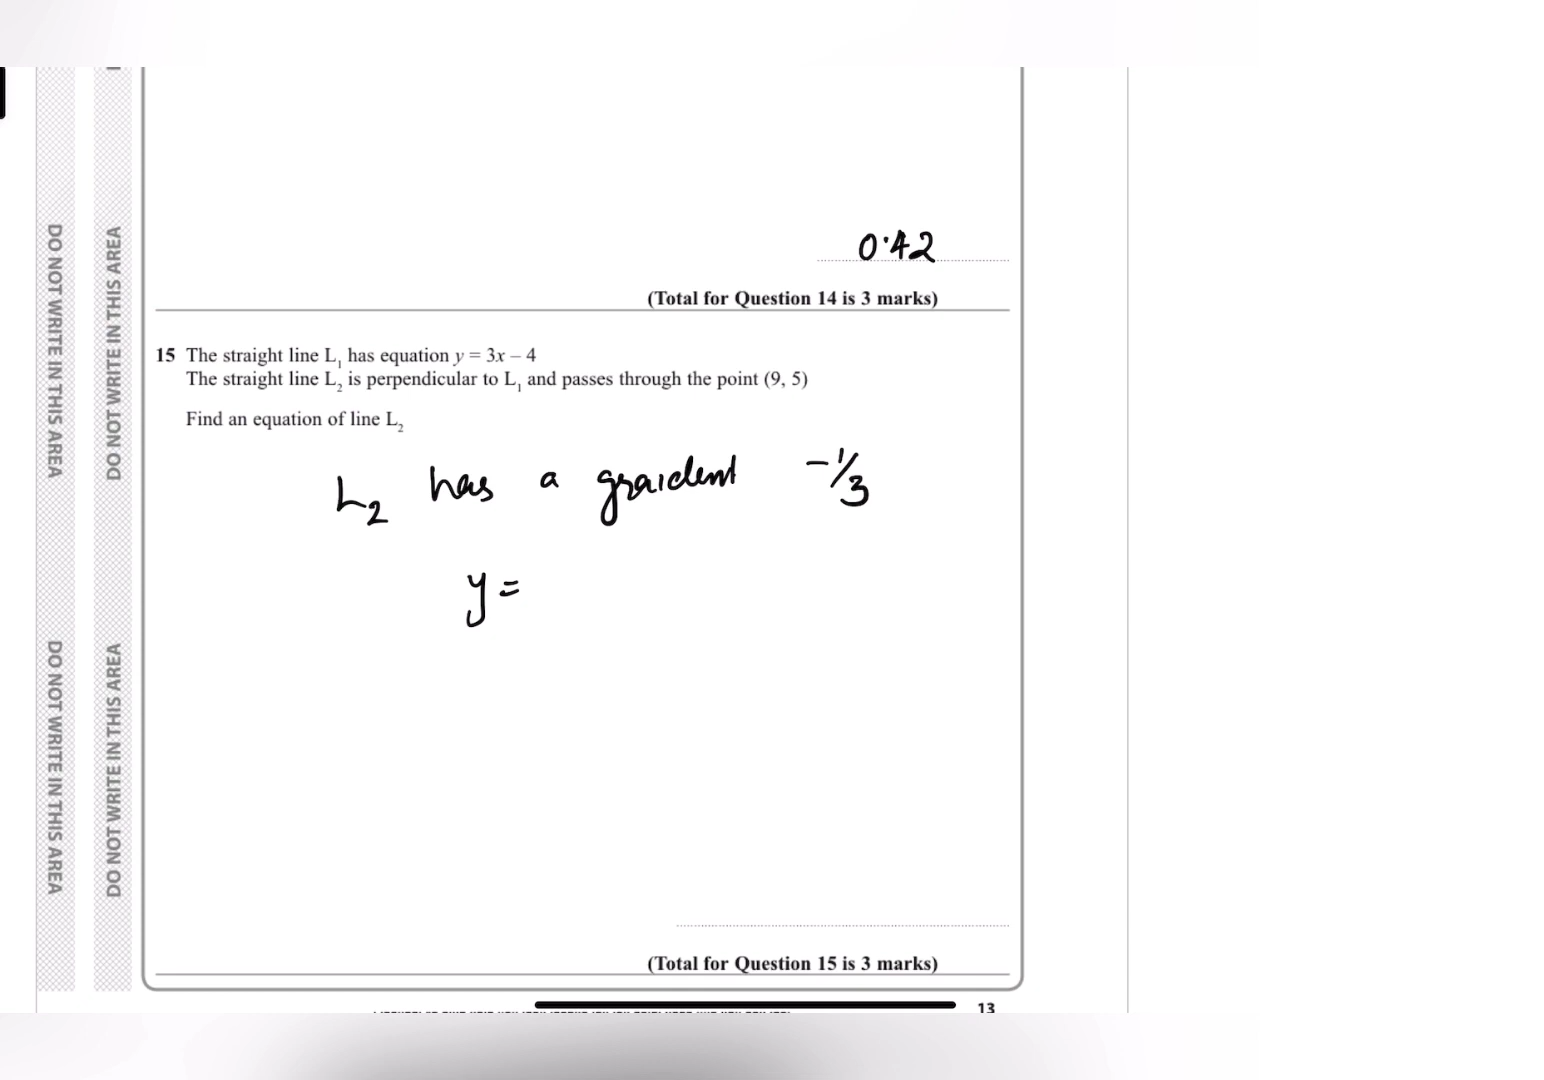 0.42
(Total for Question 14 is 3 marks)
15 The straight line L₁ has equation y = 3x – 4
The straight line L₂ is perpendicular to L₁ and passes through the point (9, 5)
Find an equation of line L₂
L₂ has a graident -1/3
y =
(Total for Question 15 is 3 marks)
13
DO NOT WRITE IN THIS AREA
DO NOT WRITE IN THIS AREA
DO NOT WRITE IN THIS AREA
DO NOT WRITE IN THIS AREA